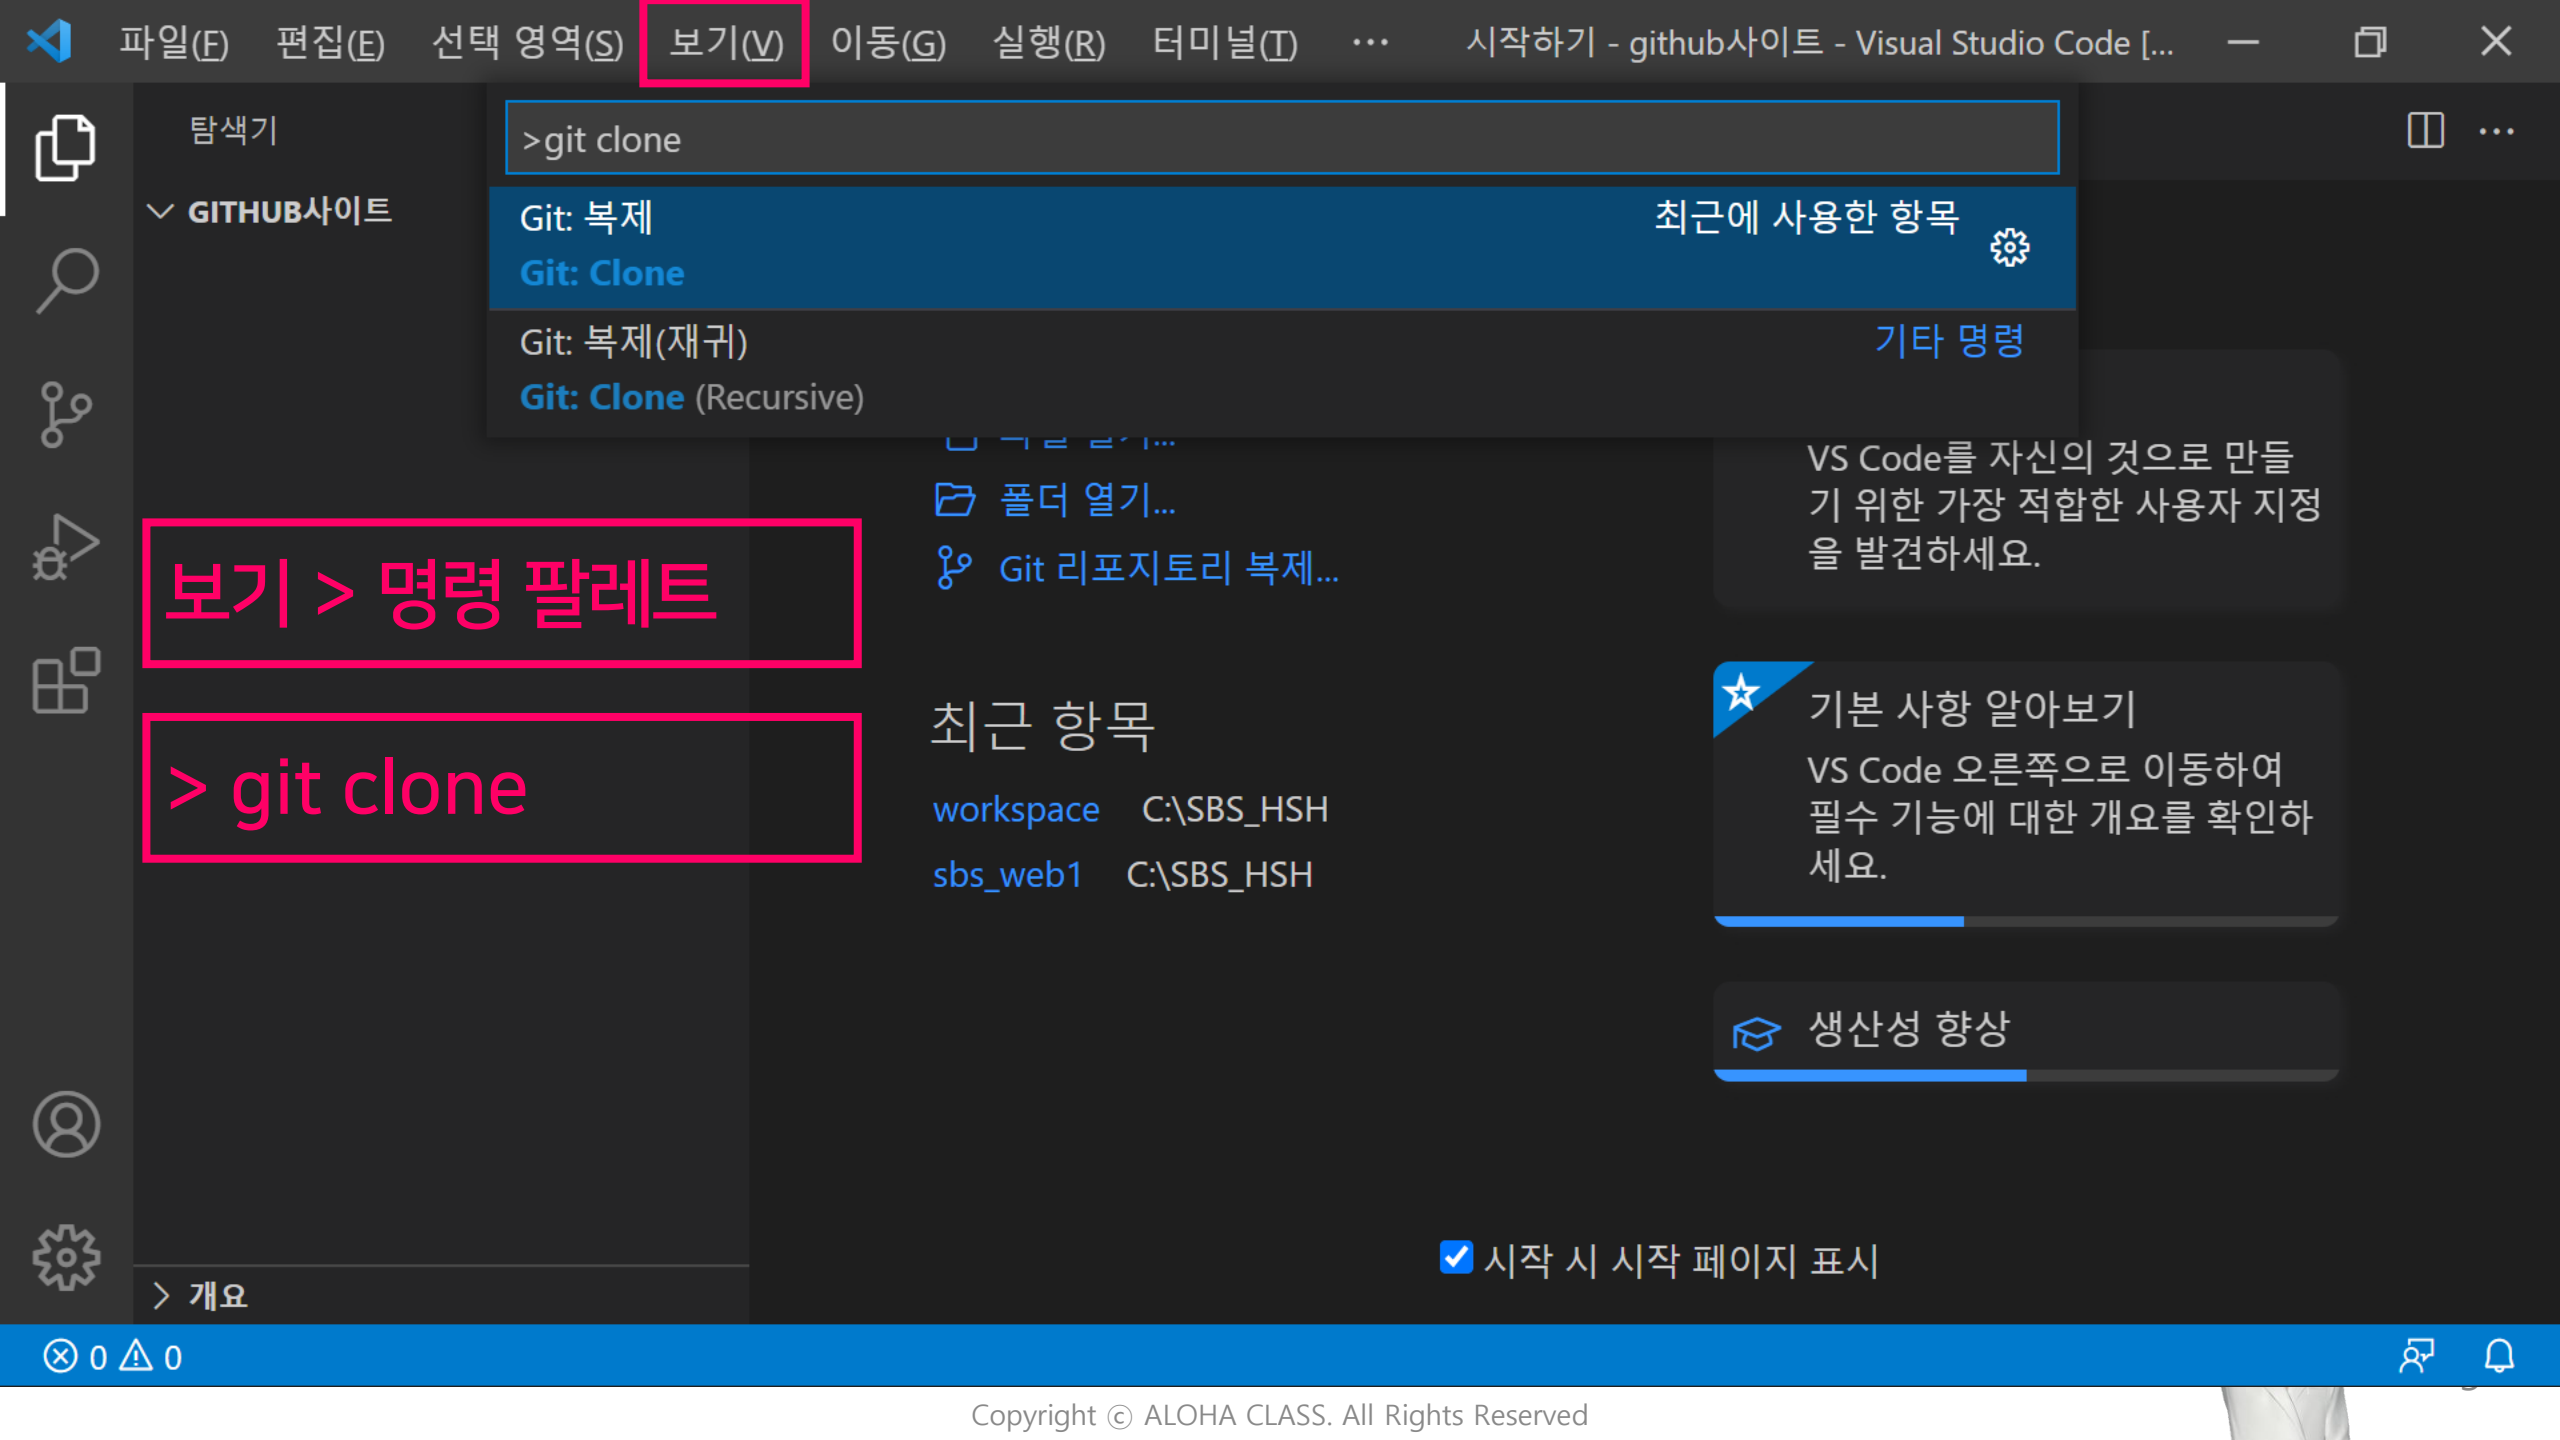 파일(F) 편집(E) 선택 영역(S) 보기(V) 이동(G) 실행(R) 터미널(T) ··· 시작하기 - github사이트 - Visual Studio Code [...
탐색기
GITHUB사이트
>git clone
Git: 복제 최근에 사용한 항목
Git: Clone
Git: 복제(재귀) 기타 명령
Git: Clone (Recursive)
폴더 열기...
Git 리포지토리 복제...
최근 항목
workspace C:\SBS_HSH
sbs_web1 C:\SBS_HSH
VS Code를 자신의 것으로 만들
기 위한 가장 적합한 사용자 지정
을 발견하세요.
기본 사항 알아보기
VS Code 오른쪽으로 이동하여
필수 기능에 대한 개요를 확인하
세요.
생산성 향상
보기 > 명령 팔레트
> git clone
시작 시 시작 페이지 표시
개요
0 0
Copyright ⓒ ALOHA CLASS. All Rights Reserved